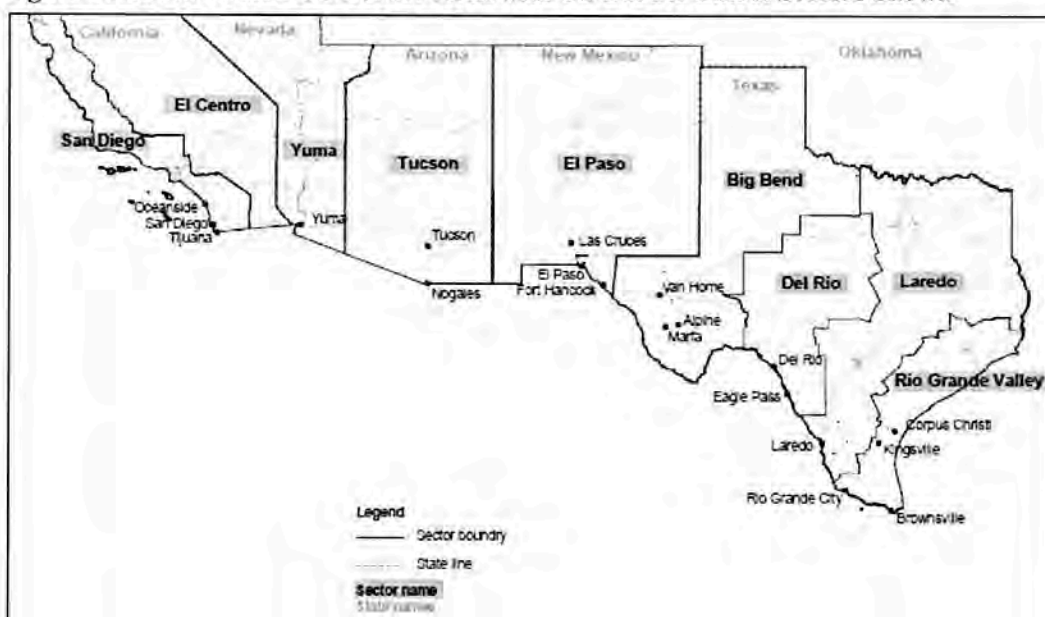 California
Nevada
Arizona
New Mexico
Oklahoma
Texas
El Centro
San Diego
Yuma
Tucson
El Paso
Big Bend
Del Rio
Laredo
Rio Grande Valley
Oceanside
San Diego
Tijuana
Yuma
Tucson
Nogales
Las Cruces
El Paso
Fort Hancock
Van Horne
Alpine
Marfa
Del Rio
Eagle Pass
Laredo
Corpus Christi
Kingsville
Rio Grande City
Brownsville
Legend
Sector boundry
State line
Sector name
State names